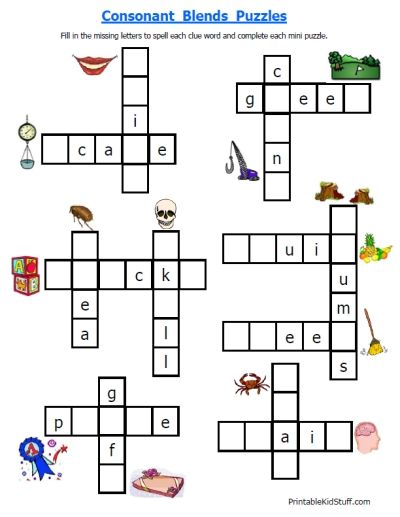 Consonant Blends Puzzles
Fill in the missing letters to spell each clue word and complete each mini puzzle.
i
c a e
c
g e e
n
c k
e
a l
l
u i
u
m
e e
s
g
p e
f
a i
PrintableKidStuff.com